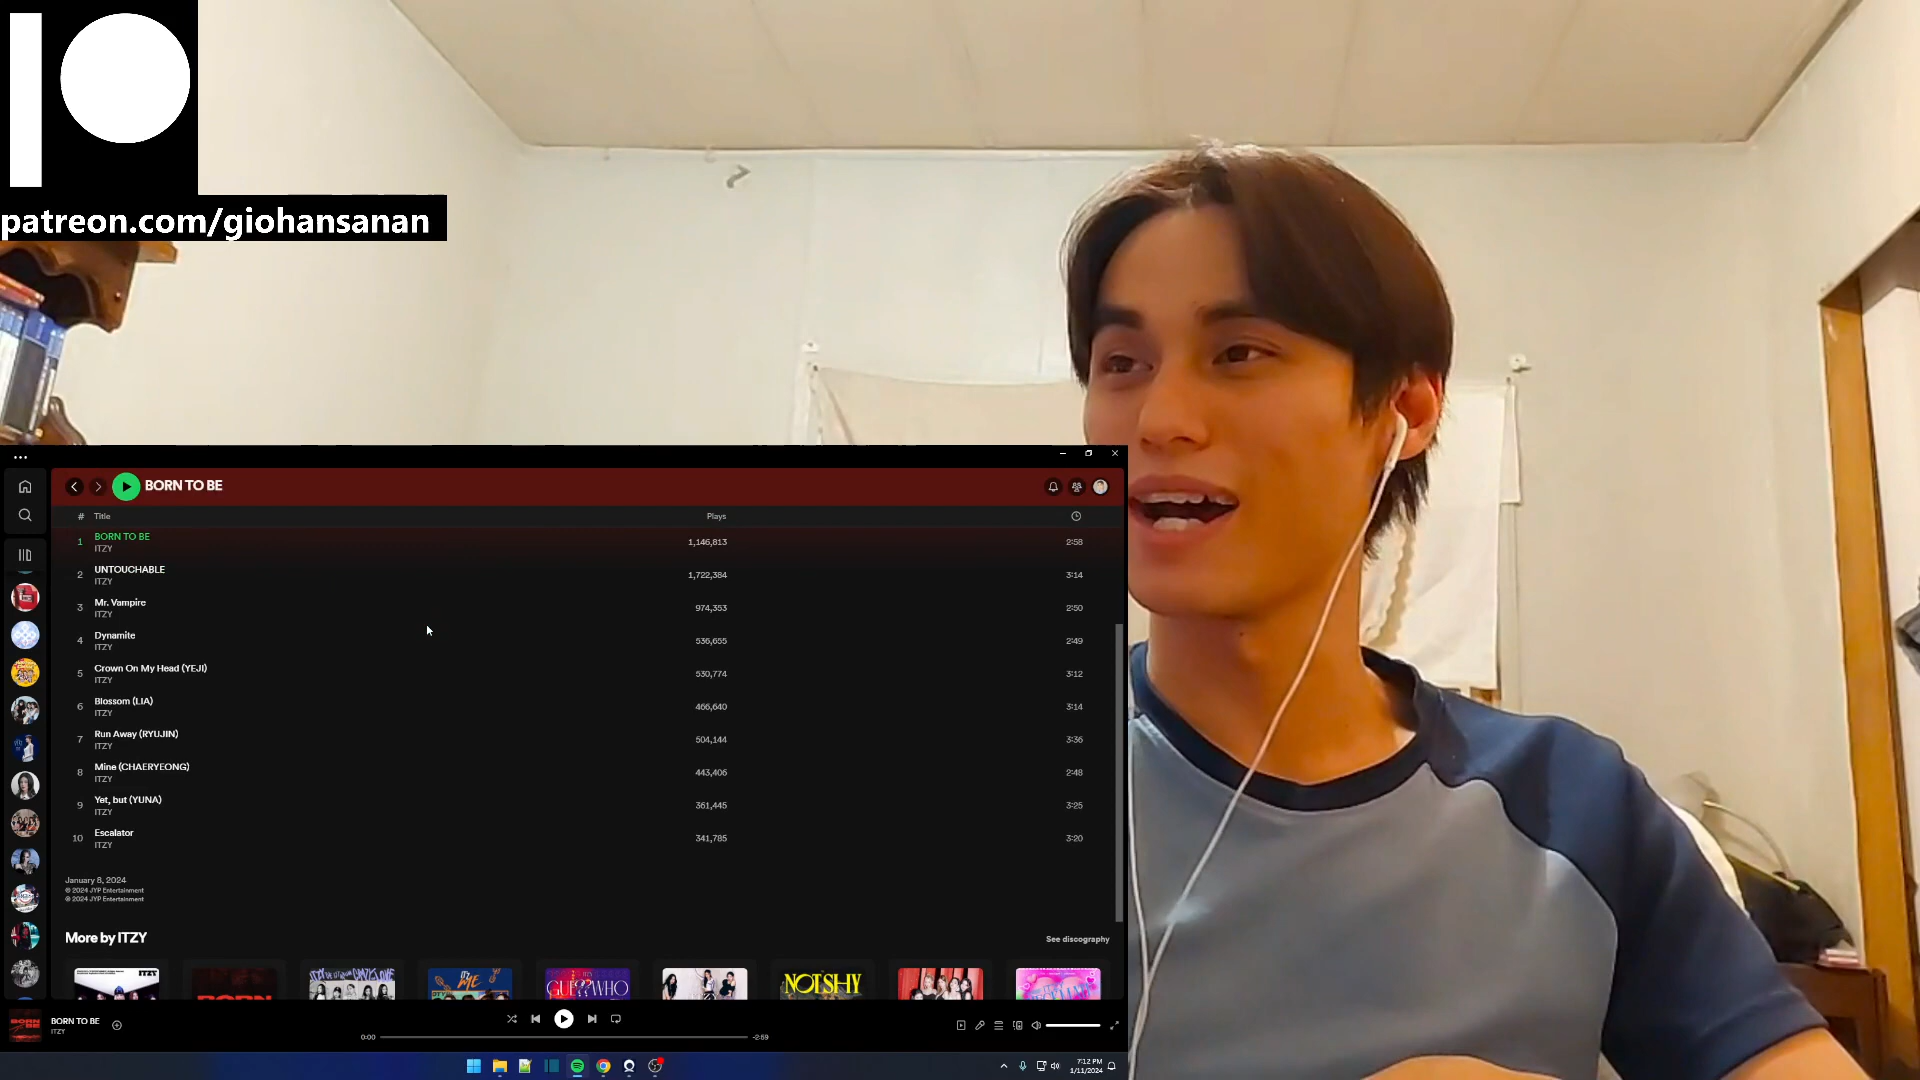 patreon.com/giohansanan
BORN TO BE
# Title Plays
1 BORN TO BE 1,146,813 2:58
ITZY
2 UNTOUCHABLE 1,722,384 3:14
ITZY
3 Mr. Vampire 974,353 2:50
ITZY
4 Dynamite 536,655 2:49
ITZY
5 Crown On My Head (YEJI) 530,774 3:12
ITZY
6 Blossom (LIA) 466,640 3:14
ITZY
7 Run Away (RYUJIN) 504,144 3:36
ITZY
8 Mine (CHAERYEONG) 443,406 2:48
ITZY
9 Yet, but (YUNA) 361,445 3:25
ITZY
10 Escalator 341,785 3:20
ITZY
January 8, 2024
© 2024 JYP Entertainment
℗ 2024 JYP Entertainment
More by ITZY See discography
ITZY
BORN
IT'S ME
GUESS WHO
NOT SHY
BORN TO BE
ITZY
0:00 -2:59
7:12 PM
1/11/2024